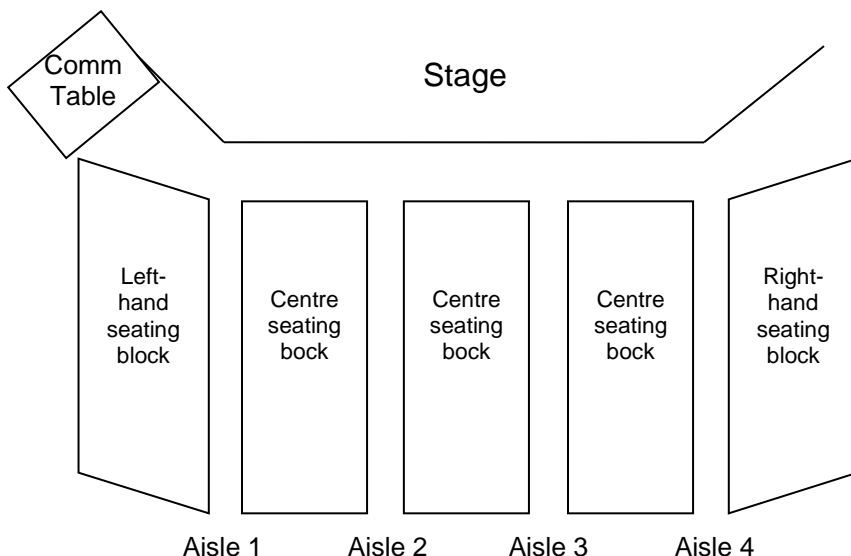 Comm
Table
Stage
Left-
hand
seating
block
Centre
seating
bock
Centre
seating
bock
Centre
seating
bock
Right-
hand
seating
block
Aisle 1
Aisle 2
Aisle 3
Aisle 4